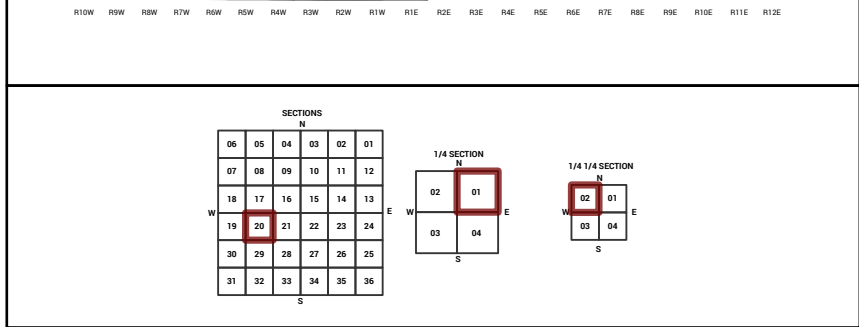 R10W R9W R8W R7W R6W R5W R4W R3W R2W R1W R1E R2E R3E R4E R5E R6E R7E R8E R9E R10E R11E R12E
SECTIONS
N
06 05 04 03 02 01
07 08 09 10 11 12
18 17 16 15 14 13
W E
19 20 21 22 23 24
30 29 28 27 26 25
31 32 33 34 35 36
S
1/4 SECTION
N
02 01
W E
03 04
S
1/4 1/4 SECTION
N
02 01
W E
03 04
S